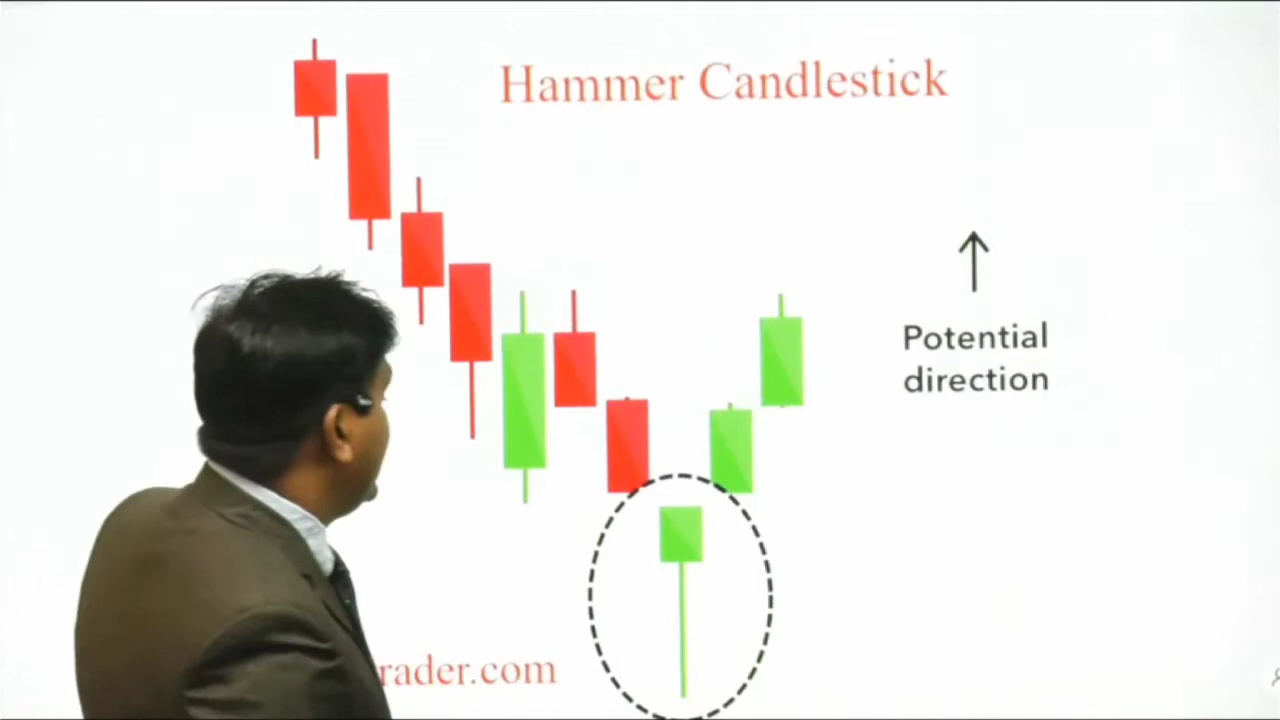 Hammer Candlestick
Potential
direction
rader.com